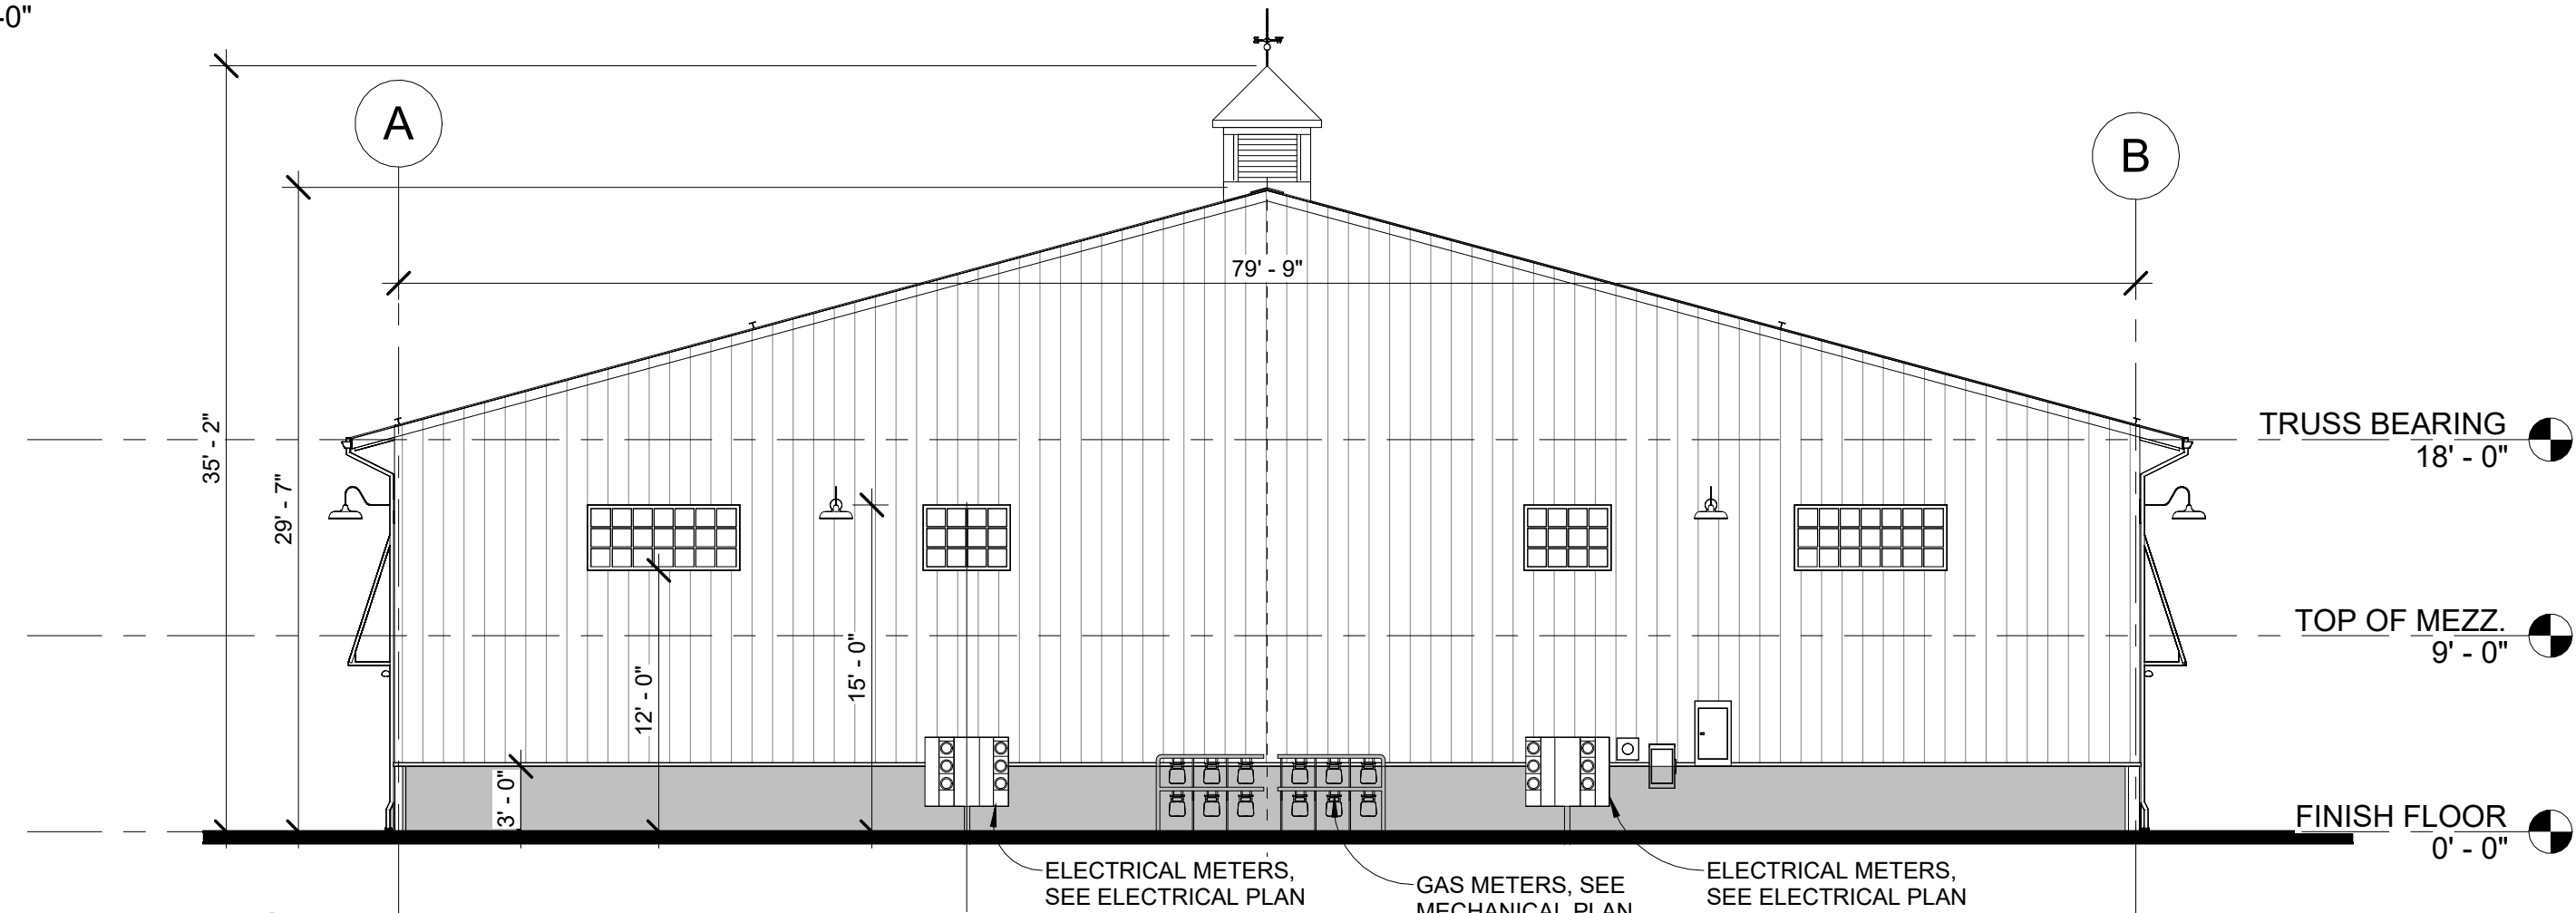 -0"
A
B
79' - 9"
35' - 2"
29' - 7"
TRUSS BEARING
18' - 0"
12' - 0"
15' - 0"
TOP OF MEZZ.
9' - 0"
3' - 0"
FINISH FLOOR
0' - 0"
ELECTRICAL METERS,
SEE ELECTRICAL PLAN
GAS METERS, SEE
MECHANICAL PLAN
ELECTRICAL METERS,
SEE ELECTRICAL PLAN